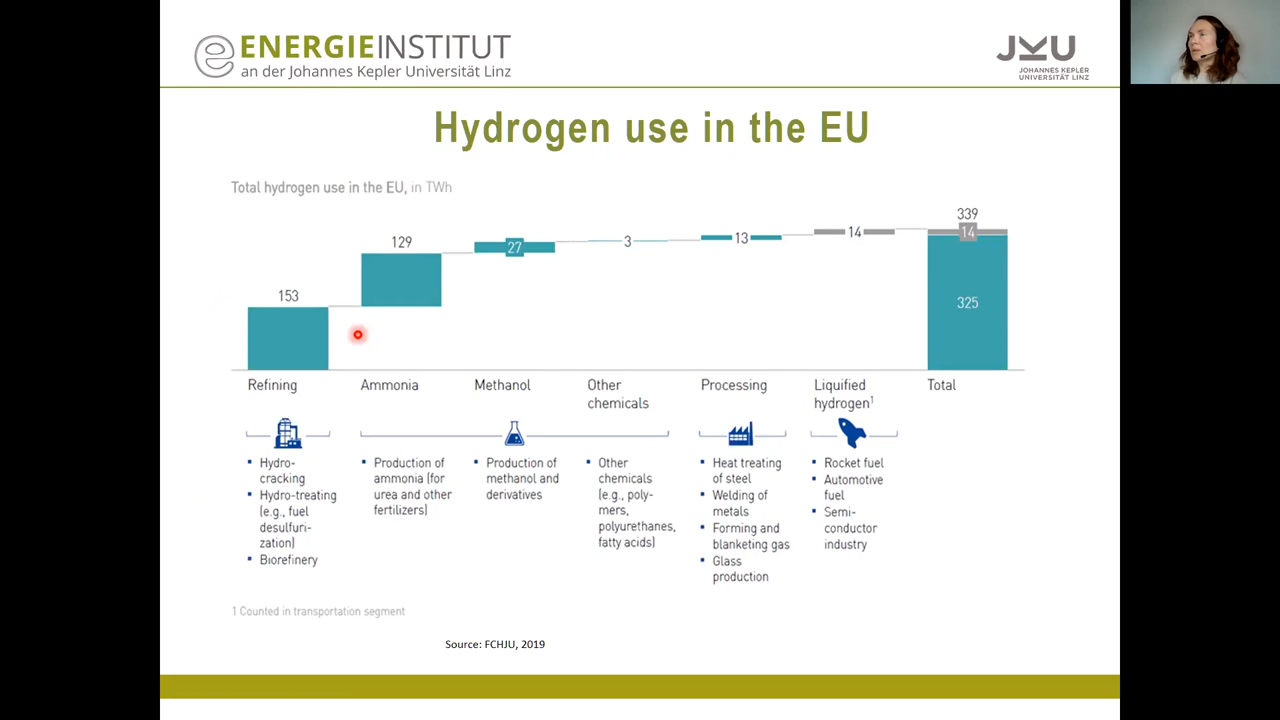 ENERGIEINSTITUT
an der Johannes Kepler Universität Linz
JKU
JOHANNES KEPLER
UNIVERSITÄT LINZ
Hydrogen use in the EU
Total hydrogen use in the EU, in TWh
153
129
27
3
13
14
339
14
325
Refining
Ammonia
Methanol
Other
chemicals
Processing
Liquified
hydrogen1
Total
▪ Hydro-
cracking
▪ Hydro-treating
(e.g., fuel
desulfuri-
zation)
▪ Biorefinery
▪ Production of
ammonia (for
urea and other
fertilizers)
▪ Production of
methanol and
derivatives
▪ Other
chemicals
(e.g., poly-
mers,
polyurethanes,
fatty acids)
▪ Heat treating
of steel
▪ Welding of
metals
▪ Forming and
blanketing gas
▪ Glass
production
▪ Rocket fuel
▪ Automotive
fuel
▪ Semi-
conductor
industry
1 Counted in transportation segment
Source: FCHJU, 2019